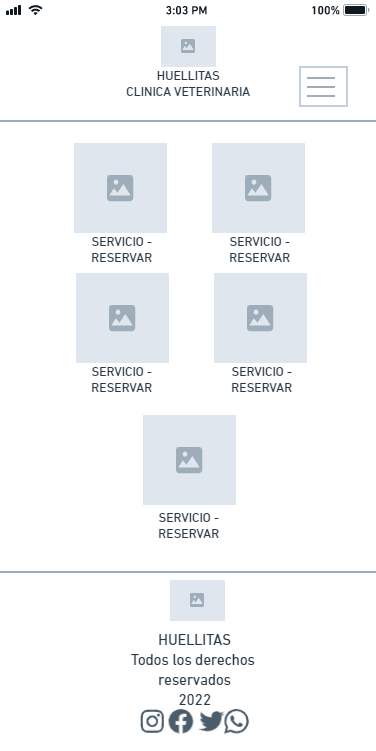 3:03 PM
100%
HUELLITAS
CLINICA VETERINARIA
SERVICIO -
RESERVAR
SERVICIO -
RESERVAR
SERVICIO -
RESERVAR
SERVICIO -
RESERVAR
SERVICIO -
RESERVAR
HUELLITAS
Todos los derechos
reservados
2022